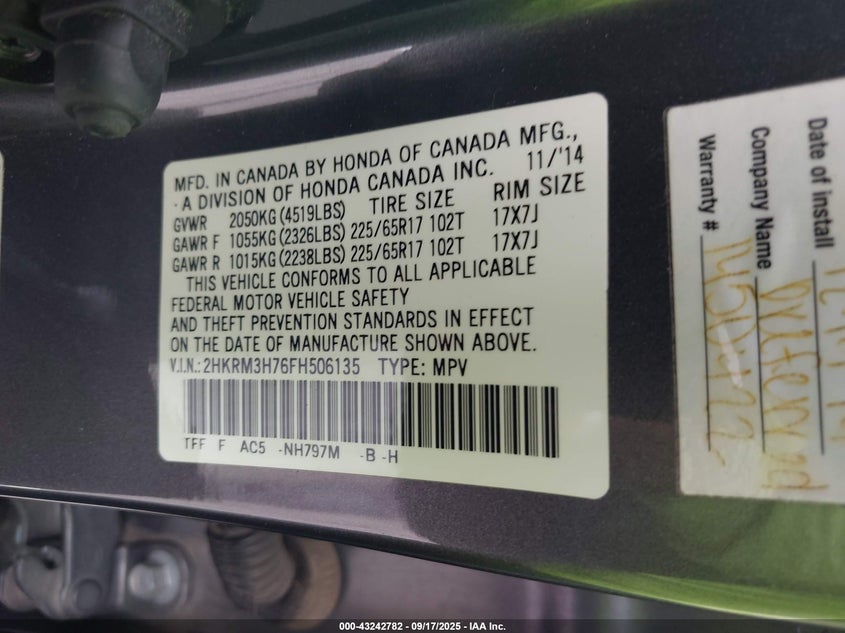 MFD. IN CANADA BY HONDA OF CANADA MFG.,
A DIVISION OF HONDA CANADA INC. 11/'14
GVWR 2050KG (4519LBS) TIRE SIZE RIM SIZE
GAWR F 1055KG (2326LBS) 225/65R17 102T 17X7J
GAWR R 1015KG (2238LBS) 225/65R17 102T 17X7J
THIS VEHICLE CONFORMS TO ALL APPLICABLE
FEDERAL MOTOR VEHICLE SAFETY
AND THEFT PREVENTION STANDARDS IN EFFECT
ON THE DATE OF MANUFACTURE SHOWN ABOVE.
V.I.N.: 2HKRM3H76FH506135 TYPE: MPV
TFF F AC5 -NH797M -B -H
Date of install
Company Name
Warranty #
000-43242782 - 09/17/2025 - IAA Inc.